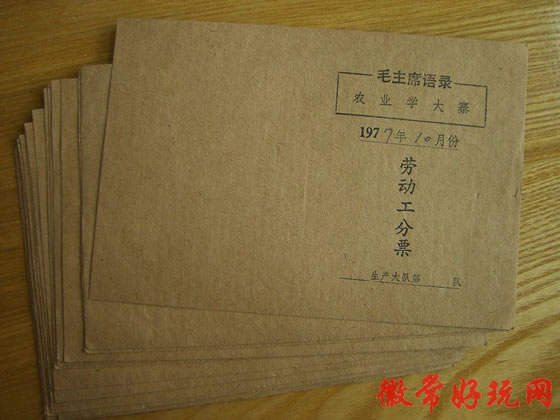 毛主席语录
农业学大寨
1977年10月份
劳动工分票
生产大队第 队
徽常好玩网